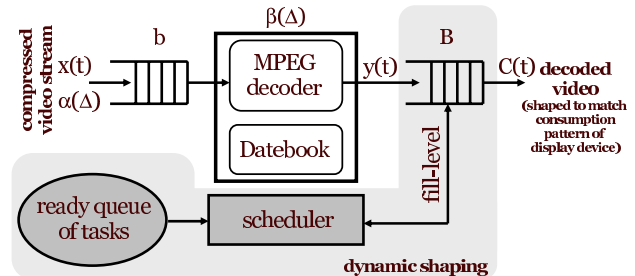 β(Δ)
b
B
compressed
video stream
x(t)
α(Δ)
MPEG
decoder
Datebook
y(t)
C(t)
decoded
video
(shaped to match
consumption
pattern of
display device)
fill-level
ready queue
of tasks
scheduler
dynamic shaping